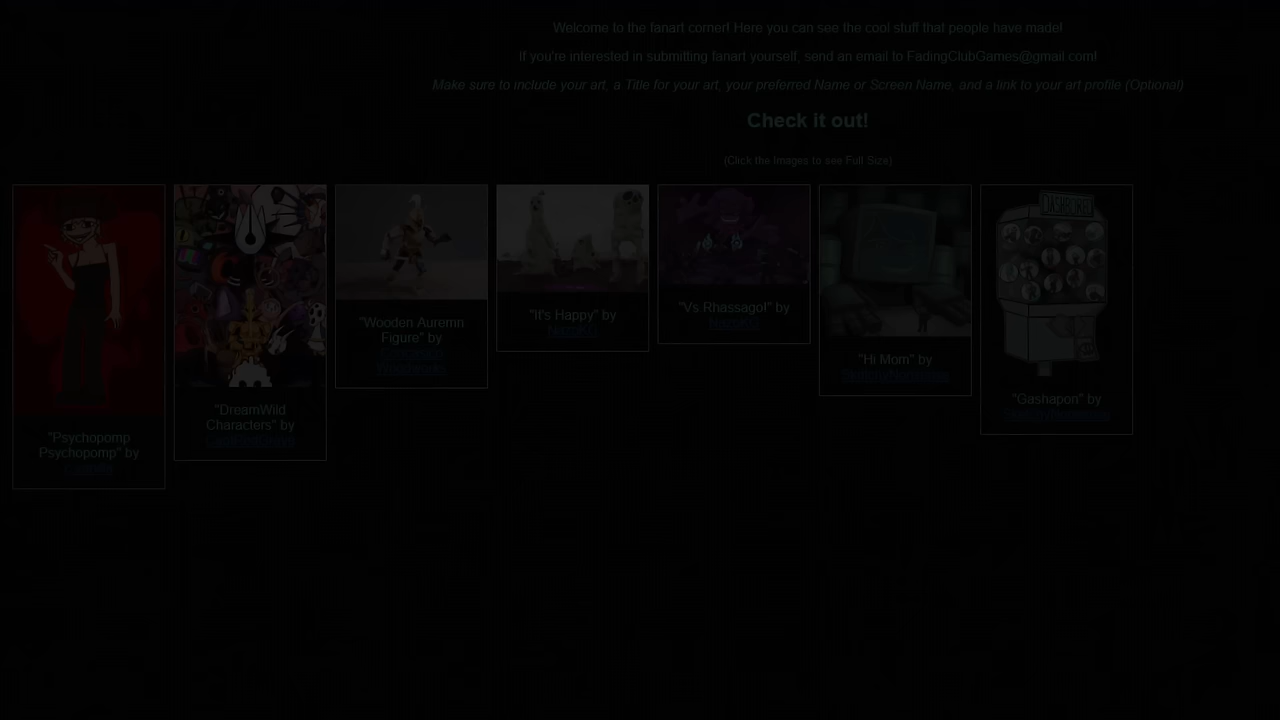 Welcome to the fanart corner! Here you can see the cool stuff that people have made!
If you're interested in submitting fanart yourself, send an email to FadingClubGames@gmail.com!
Make sure to include your art, a Title for your art, your preferred Name or Screen Name, and a link to your art profile (Optional)
Check it out!
(Click the Images to see Full Size)
"Psychopomp
Psychopomp" by
"DreamWild
Characters" by
"Wooden Auremn
Figure" by
"It's Happy" by
"Vs Rhassagol" by
"Hi Mom" by
"Gashapon" by